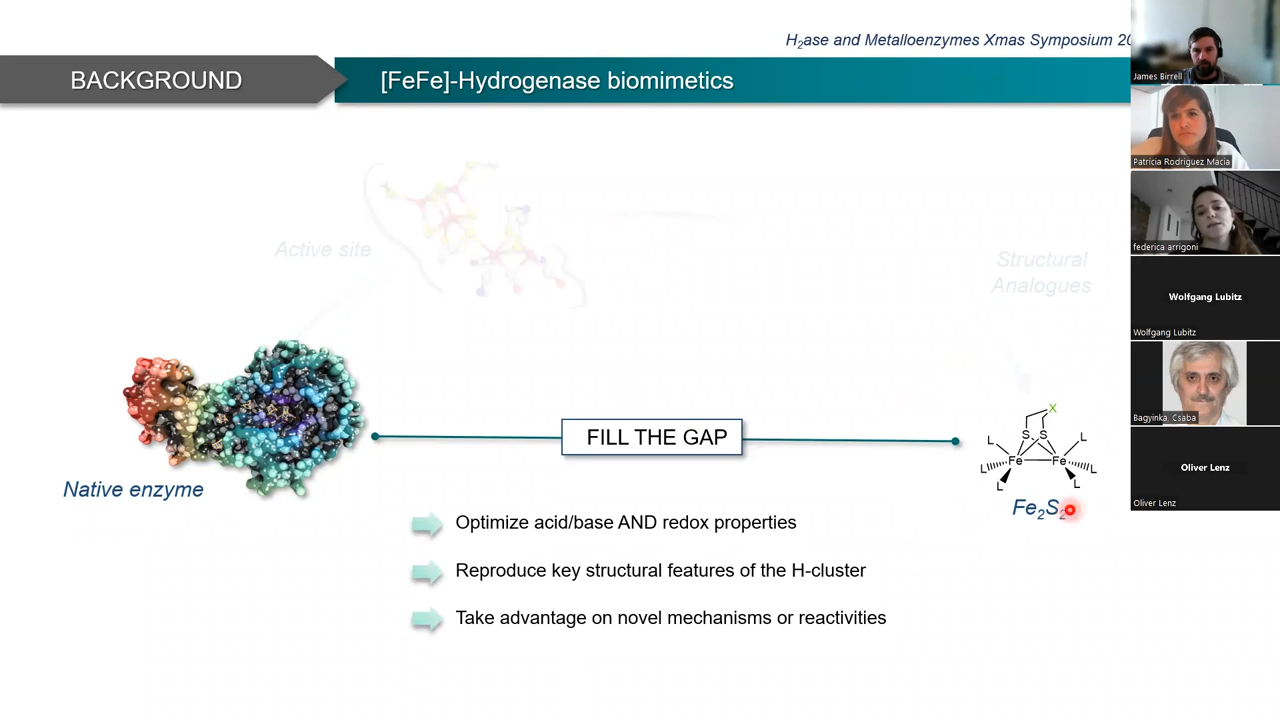 H2ase and Metalloenzymes Xmas Symposium 20
BACKGROUND
[FeFe]-Hydrogenase biomimetics
Active site
Structural
Analogues
FILL THE GAP
Native enzyme
X
S S
L L
Fe Fe
L L
L L
Fe2S2
Optimize acid/base AND redox properties
Reproduce key structural features of the H-cluster
Take advantage on novel mechanisms or reactivities
James Birrell
Patricia Rodriguez Macia
federica arrigoni
Wolfgang Lubitz
Wolfgang Lubitz
Bagyinka. Csaba
Oliver Lenz
Oliver Lenz